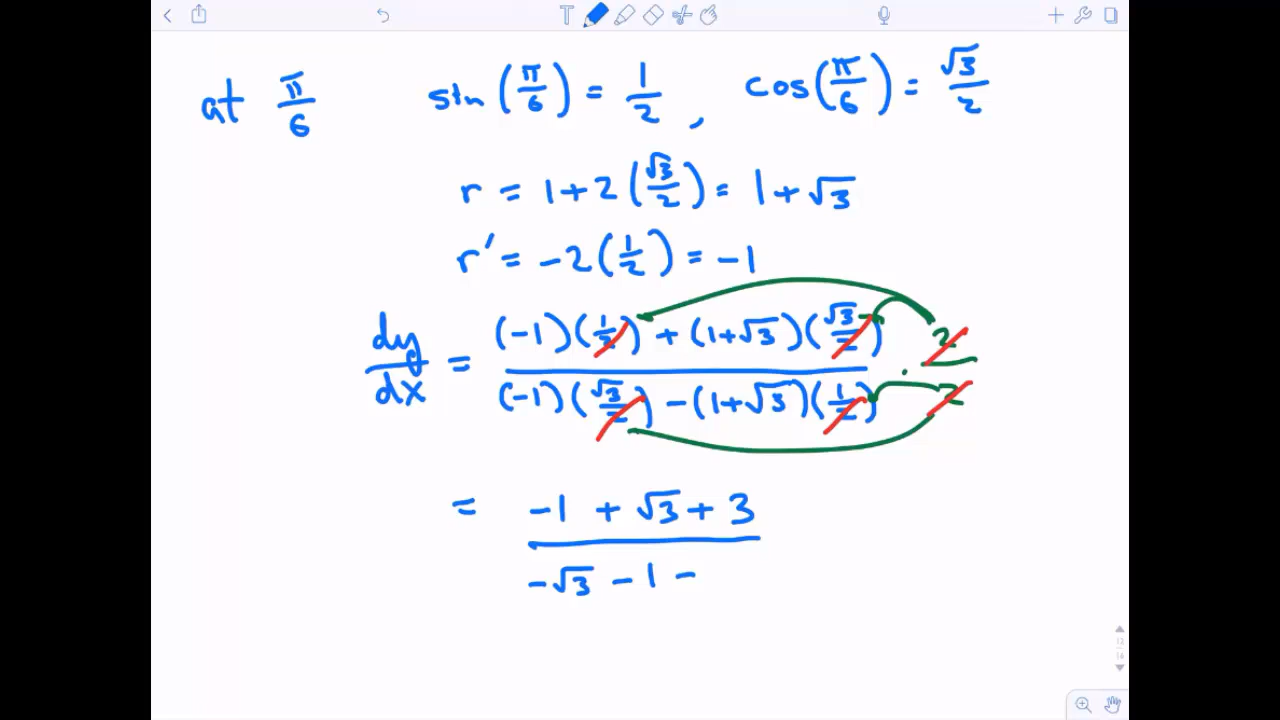 at π/6 sin(π/6) = 1/2 , cos(π/6) = √3/2
r = 1 + 2(√3/2) = 1 + √3
r' = -2(1/2) = -1
dy/dx = ((-1)(1/2) + (1+√3)(√3/2)) / ((-1)(√3/2) - (1+√3)(1/2)) · 2/2
= (-1 + √3 + 3) / (-√3 - 1 -
T
12
16